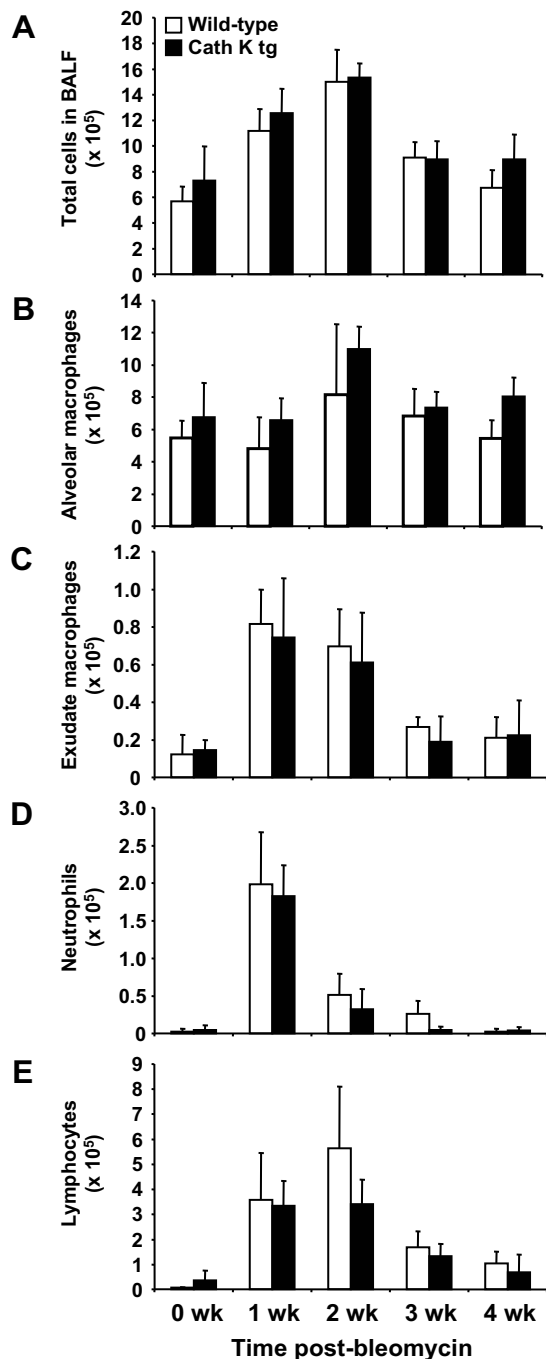 A
Wild-type
Cath K tg
Total cells in BALF
(x 10⁵)
20
18
16
14
12
10
8
6
4
2
0
B
Alveolar macrophages
(x 10⁵)
14
12
10
8
6
4
2
0
C
Exudate macrophages
(x 10⁵)
1.2
1.0
0.8
0.6
0.4
0.2
0
D
Neutrophils
(x 10⁵)
3.0
2.5
2.0
1.5
1.0
0.5
0
E
Lymphocytes
(x 10⁵)
9
8
7
6
5
4
3
2
1
0
0 wk 1 wk 2 wk 3 wk 4 wk
Time post-bleomycin